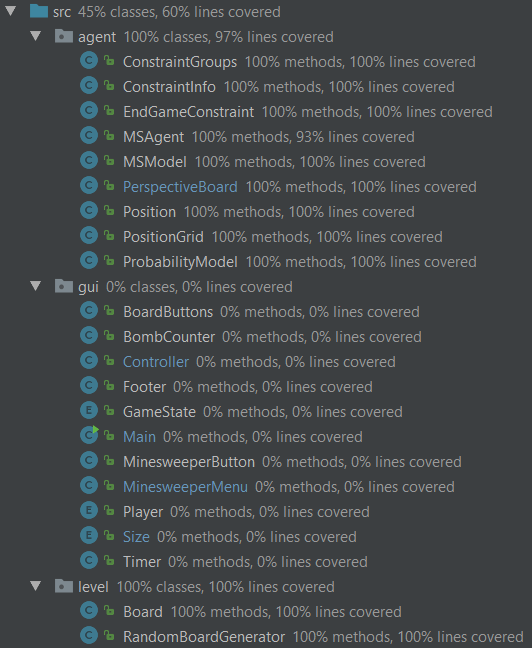 src 45% classes, 60% lines covered
agent 100% classes, 97% lines covered
C ConstraintGroups 100% methods, 100% lines covered
C ConstraintInfo 100% methods, 100% lines covered
C EndGameConstraint 100% methods, 100% lines covered
C MSAgent 100% methods, 93% lines covered
C MSModel 100% methods, 100% lines covered
C PerspectiveBoard 100% methods, 100% lines covered
C Position 100% methods, 100% lines covered
C PositionGrid 100% methods, 100% lines covered
C ProbabilityModel 100% methods, 100% lines covered
gui 0% classes, 0% lines covered
C BoardButtons 0% methods, 0% lines covered
C BombCounter 0% methods, 0% lines covered
C Controller 0% methods, 0% lines covered
C Footer 0% methods, 0% lines covered
E GameState 0% methods, 0% lines covered
C Main 0% methods, 0% lines covered
C MinesweeperButton 0% methods, 0% lines covered
C MinesweeperMenu 0% methods, 0% lines covered
E Player 0% methods, 0% lines covered
E Size 0% methods, 0% lines covered
C Timer 0% methods, 0% lines covered
level 100% classes, 100% lines covered
C Board 100% methods, 100% lines covered
C RandomBoardGenerator 100% methods, 100% lines covered